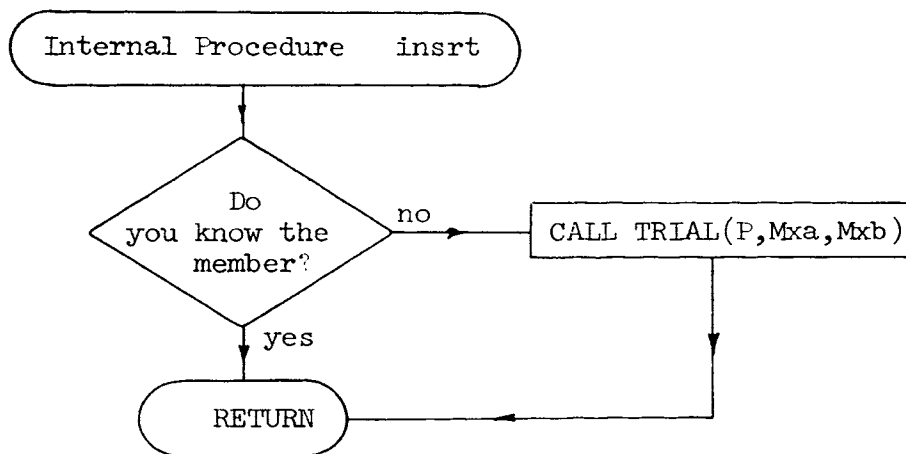 Internal Procedure insrt
Do
you know the
member?
no
CALL TRIAL(P,Mxa,Mxb)
yes
RETURN